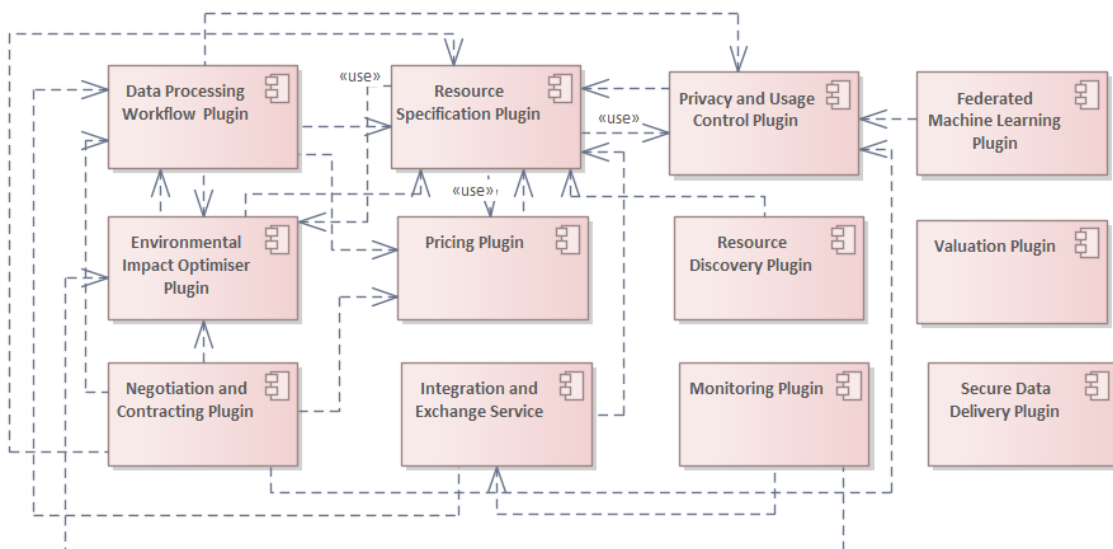 «use»
Data Processing
Workflow Plugin
Resource
Specification Plugin
Privacy and Usage
Control Plugin
Federated
Machine Learning
Plugin
«use»
«use»
Environmental
Impact Optimiser
Plugin
Pricing Plugin
Resource
Discovery Plugin
Valuation Plugin
Negotiation and
Contracting Plugin
Integration and
Exchange Service
Monitoring Plugin
Secure Data
Delivery Plugin